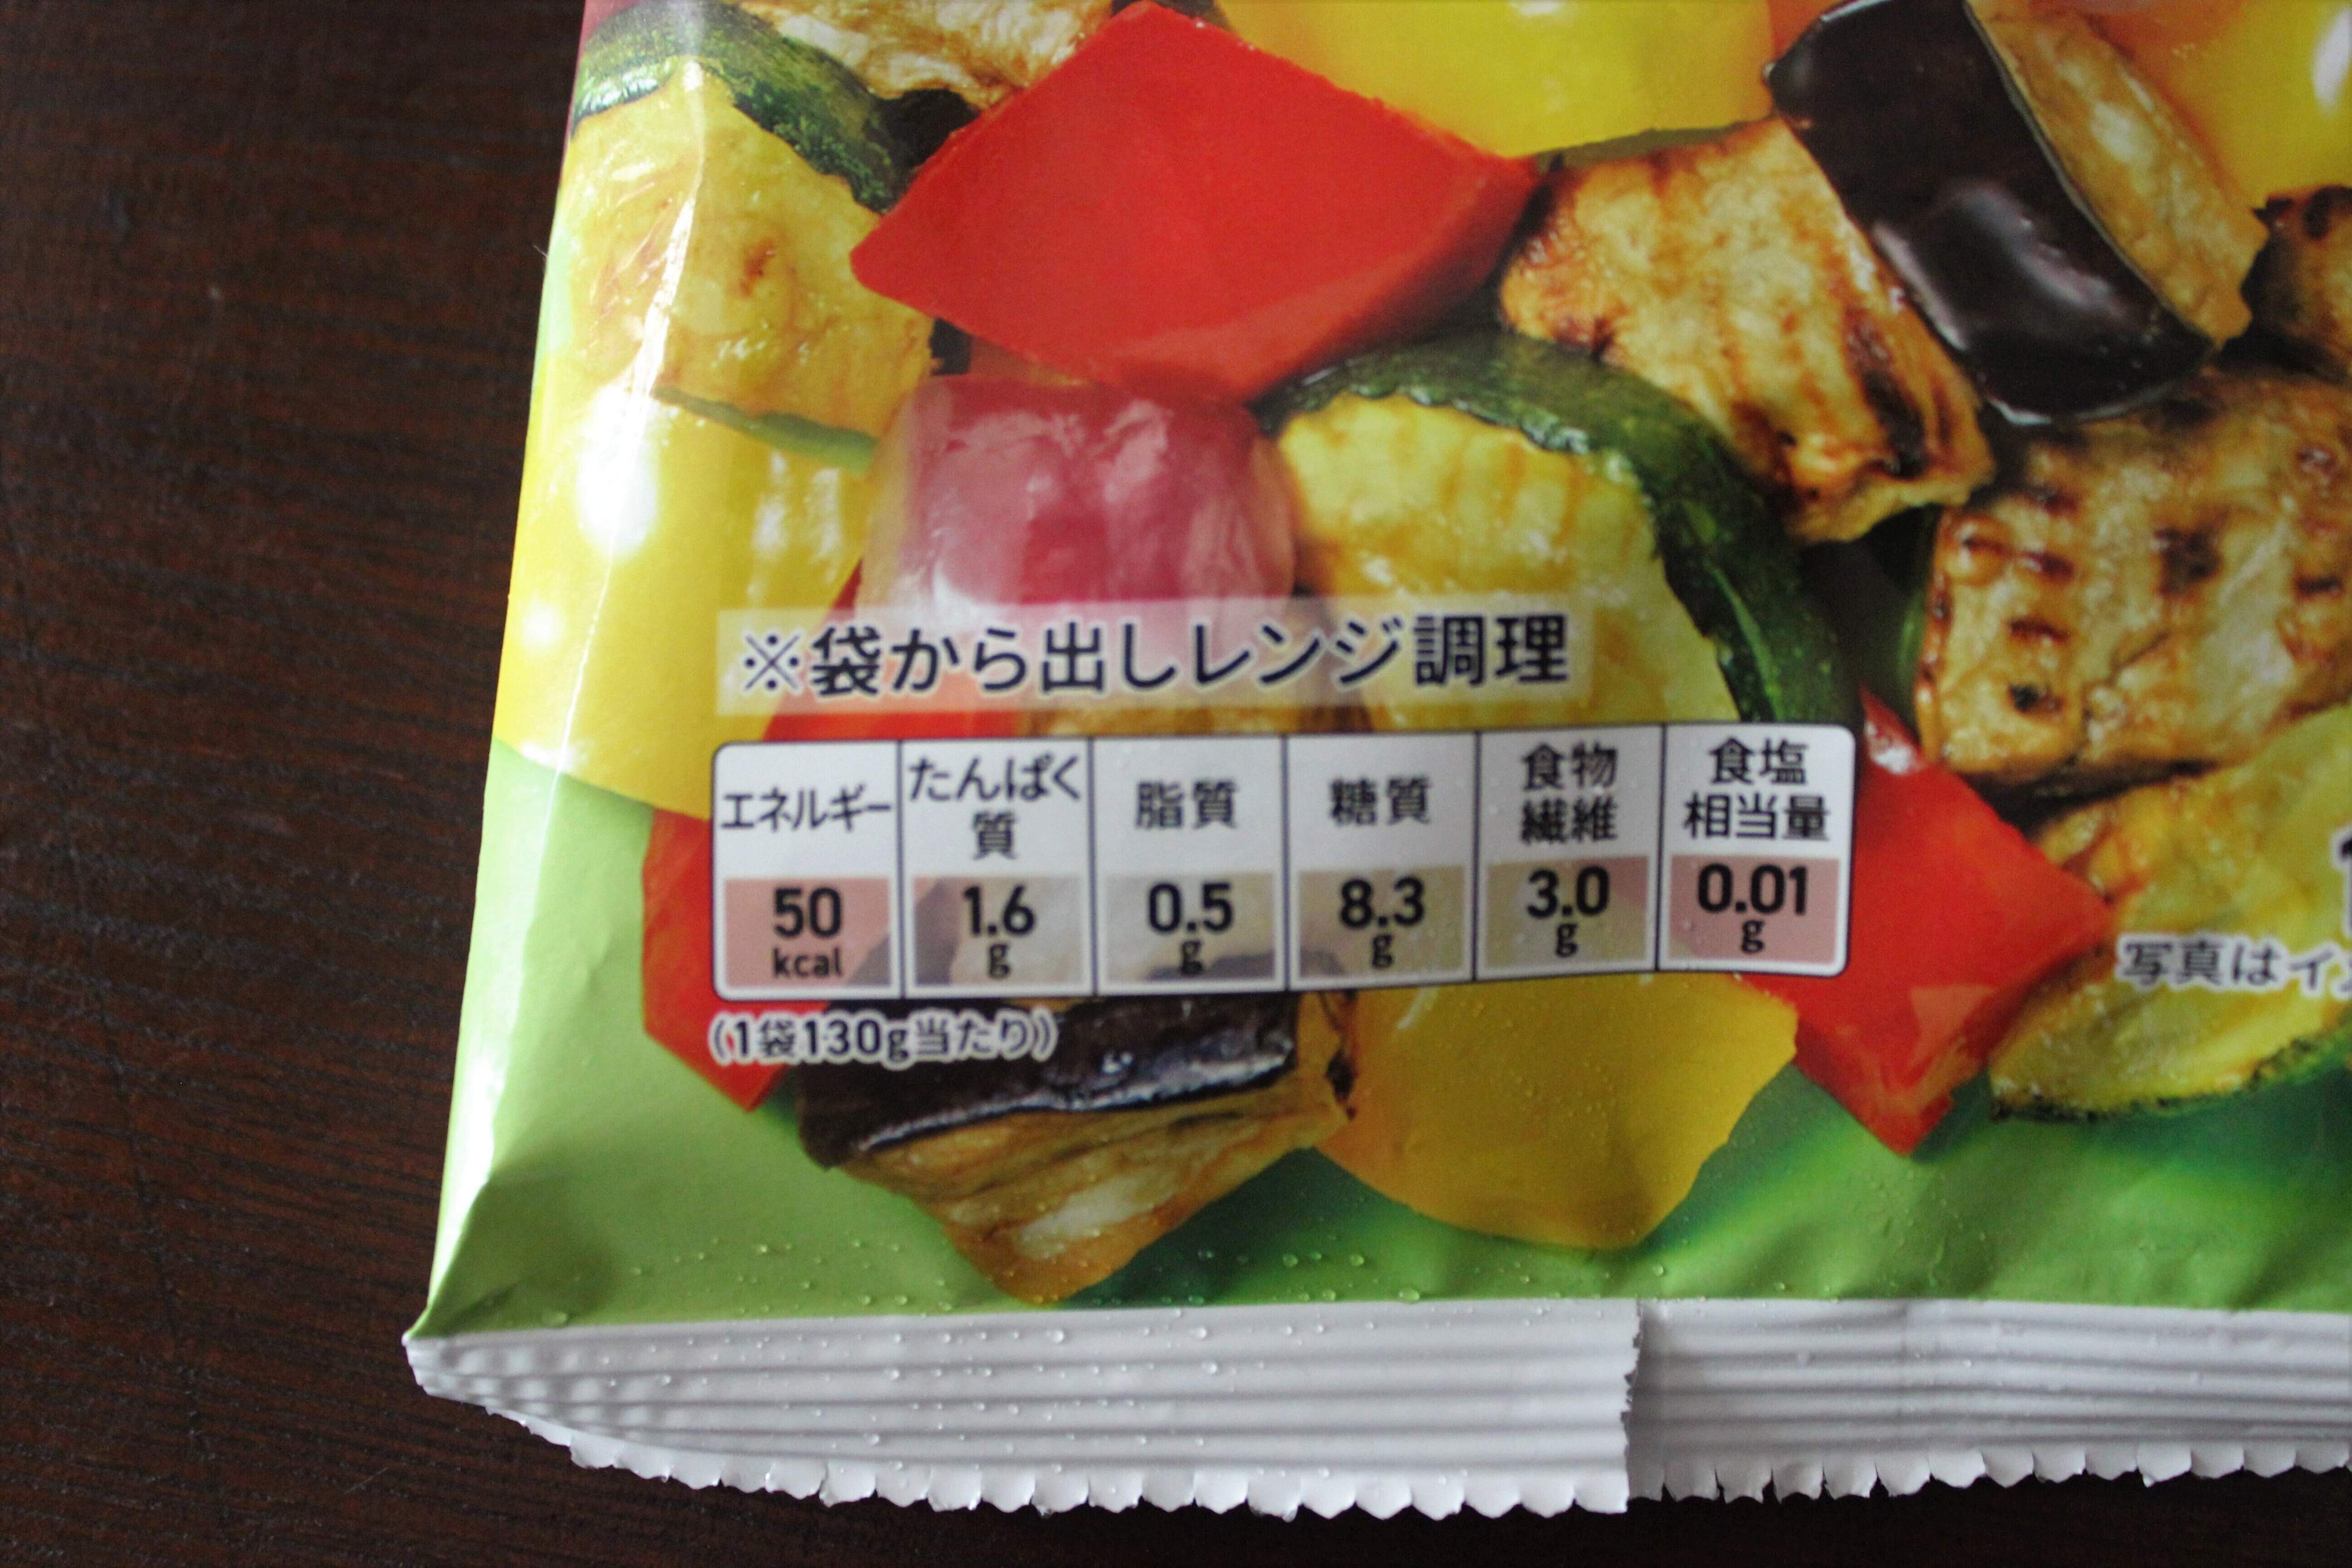 ※袋から出しレンジ調理
エネルギー
たんぱく
質
脂質
糖質
食物
繊維
食塩
相当量
50
kcal
1.6
g
0.5
g
8.3
g
3.0
g
0.01
g
(1袋130g当たり)
写真は